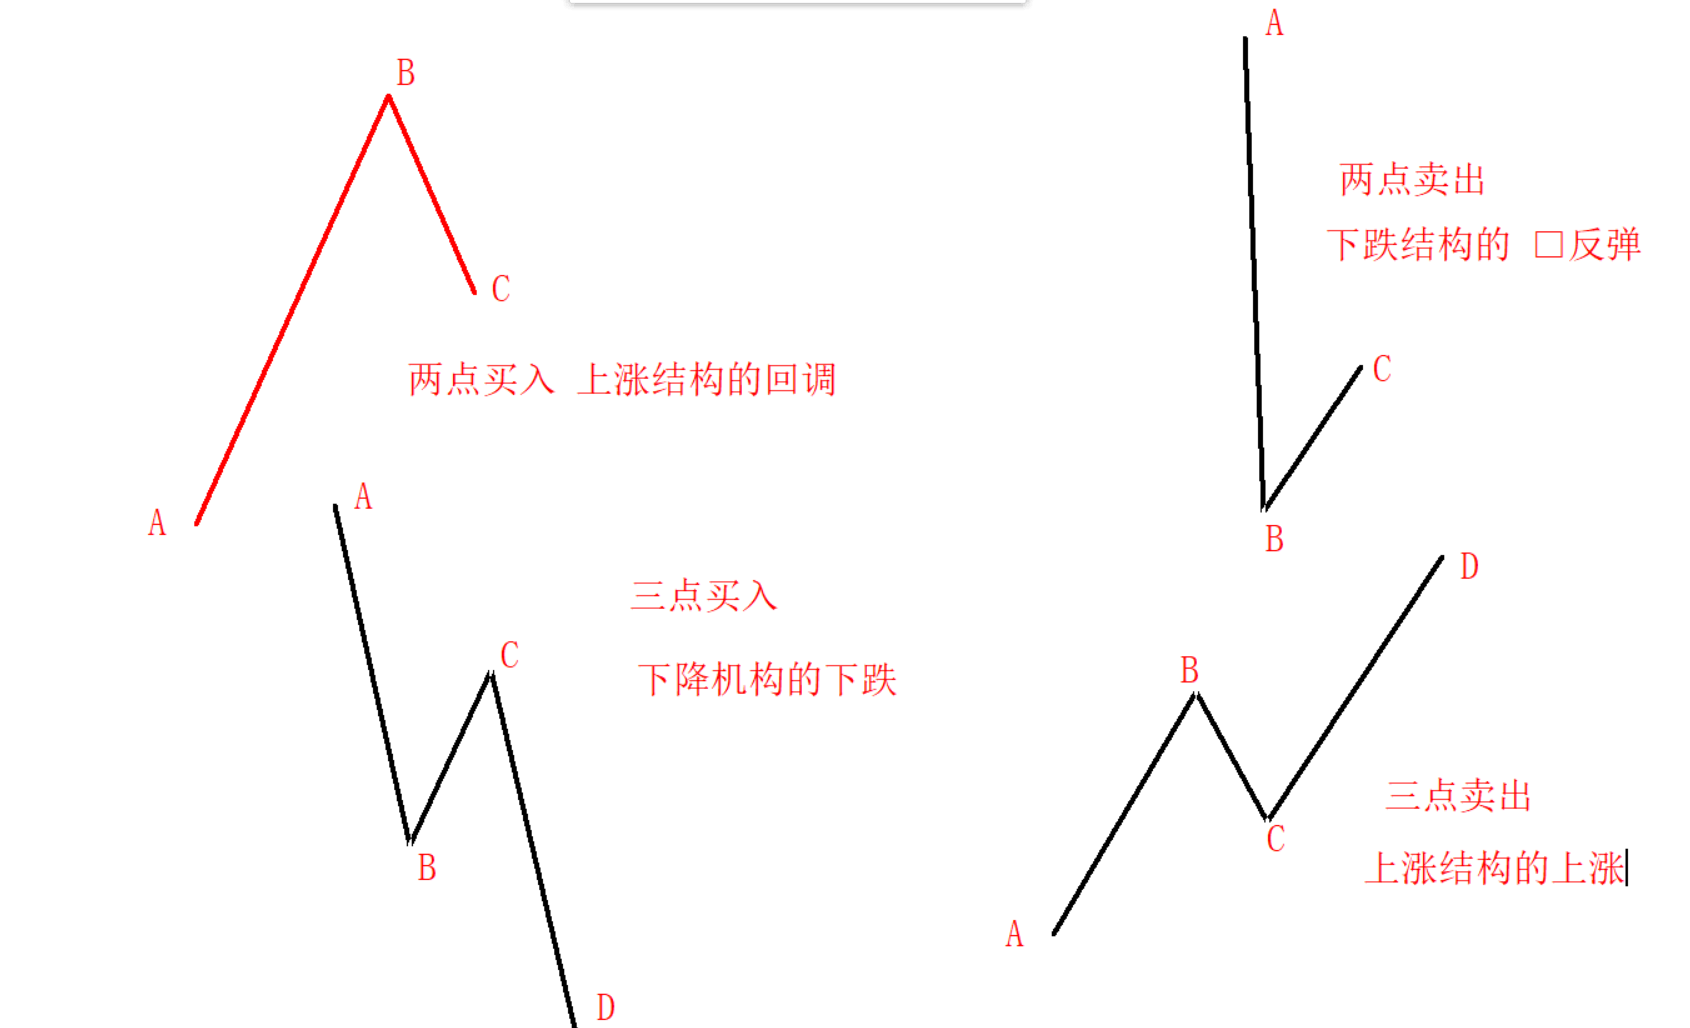 B
C
A
两点买入 上涨结构的回调
A
B
C
两点卖出
下跌结构的 □反弹
A
C
B
D
三点买入
下降机构的下跌
D
B
C
A
三点卖出
上涨结构的上涨